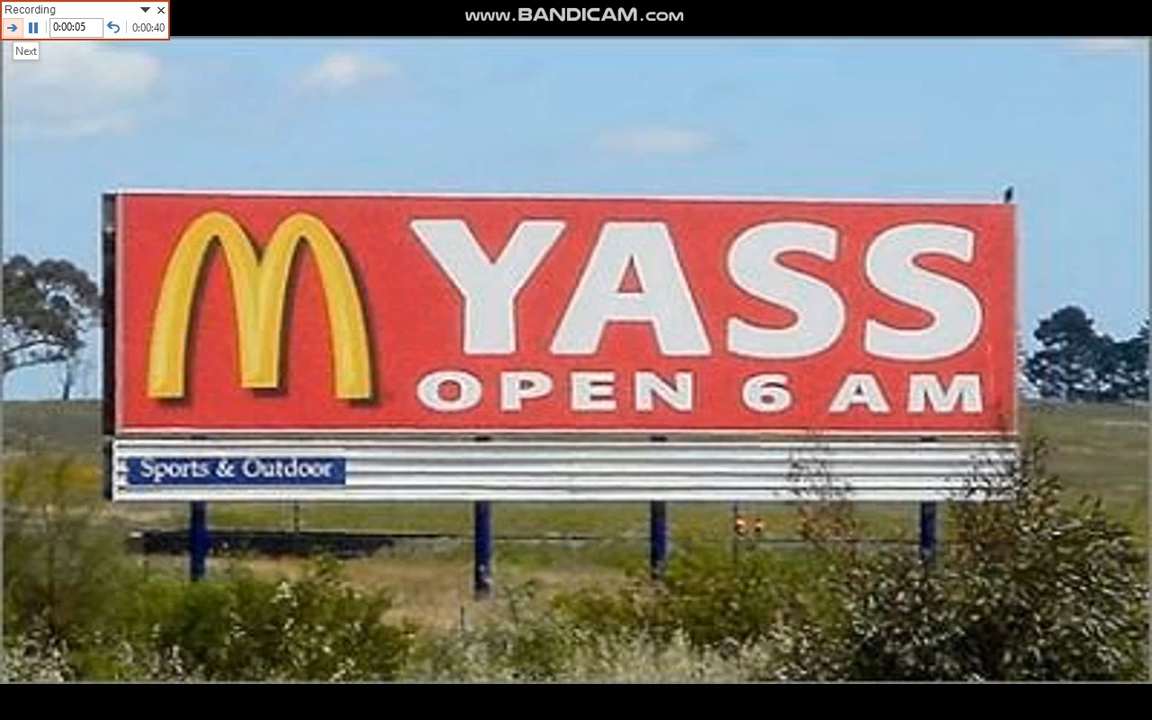 Recording
0:00:05
0:00:40
Next
www.BANDICAM.com
YASS
OPEN 6 AM
Sports & Outdoor